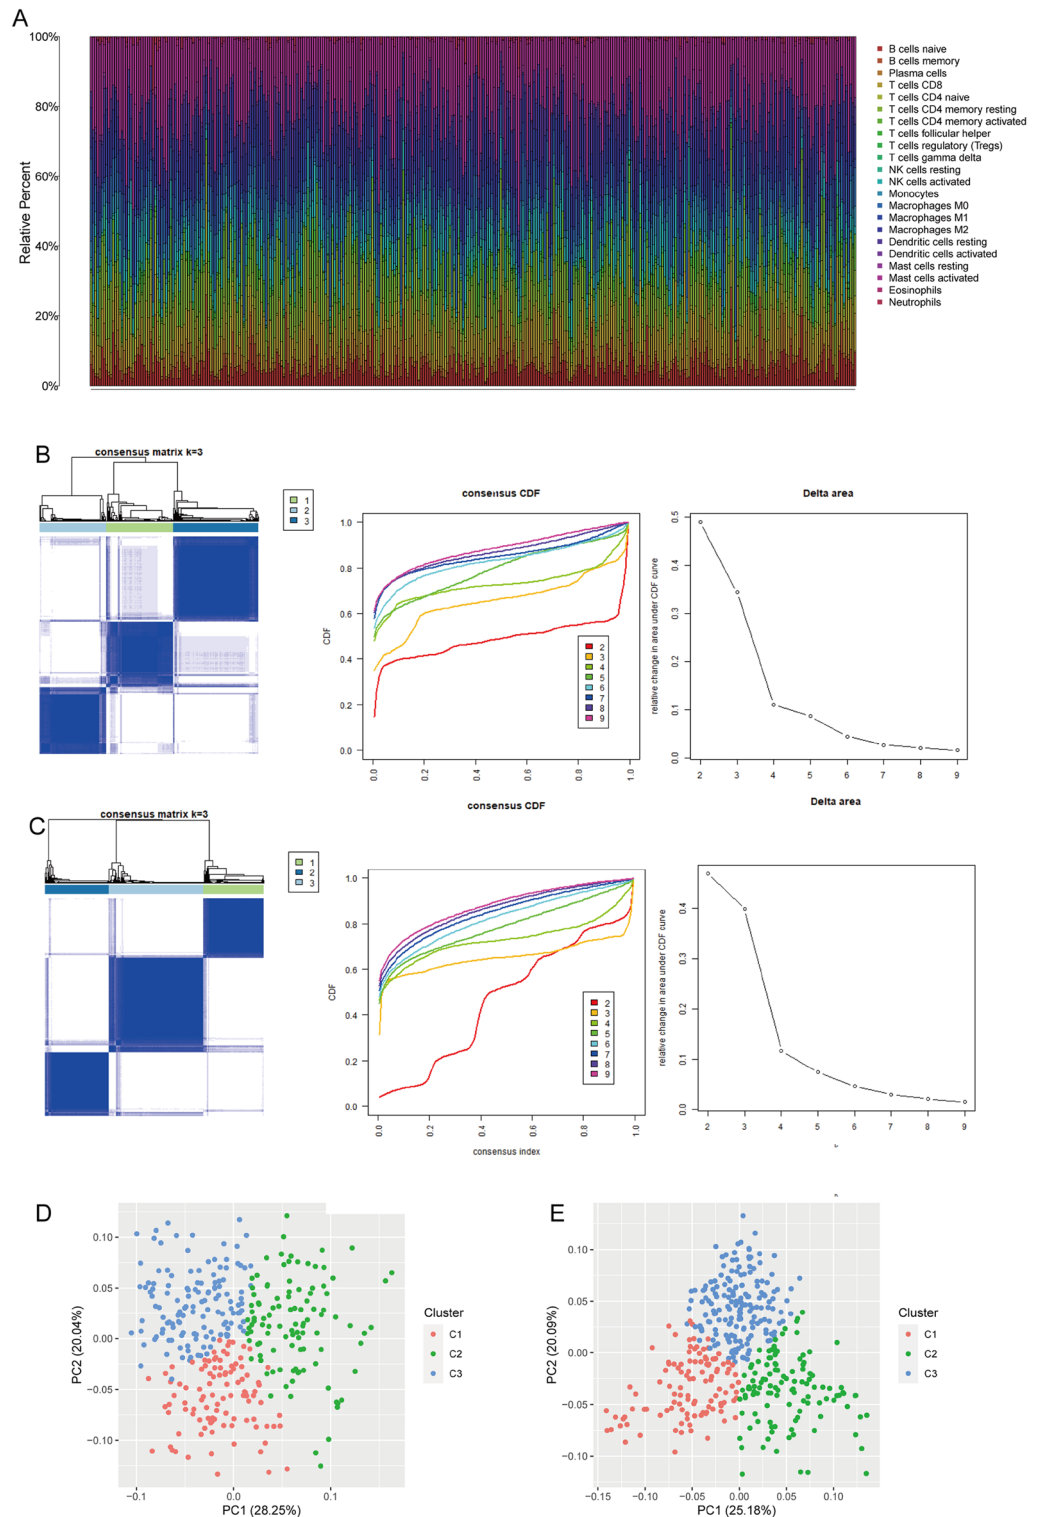 A
100%
80%
60%
40%
20%
0%
Relative Percent
B cells naive
B cells memory
Plasma cells
T cells CD8
T cells CD4 naive
T cells CD4 memory resting
T cells CD4 memory activated
T cells follicular helper
T cells regulatory (Tregs)
T cells gamma delta
NK cells resting
NK cells activated
Monocytes
Macrophages M0
Macrophages M1
Macrophages M2
Dendritic cells resting
Dendritic cells activated
Mast cells resting
Mast cells activated
Eosinophils
Neutrophils
B
consensus matrix k=3
1
2
3
consensus CDF
CDF
1.0
0.8
0.6
0.4
0.2
0.0
0.0 0.2 0.4 0.6 0.8 1.0
2
3
4
5
6
7
8
9
Delta area
relative change in area under CDF curve
0.5
0.4
0.3
0.2
0.1
0.0
2 3 4 5 6 7 8 9
C
consensus matrix k=3
1
2
3
consensus CDF
CDF
1.0
0.8
0.6
0.4
0.2
0.0
0.0 0.2 0.4 0.6 0.8 1.0
consensus index
2
3
4
5
6
7
8
9
Delta area
relative change in area under CDF curve
0.4
0.3
0.2
0.1
0.0
2 3 4 5 6 7 8 9
D
PC2 (20.04%)
0.10
0.05
0.00
−0.05
−0.10
−0.1 0.0 0.1
PC1 (28.25%)
Cluster
C1
C2
C3
E
PC2 (20.09%)
0.10
0.05
0.00
−0.05
−0.10
−0.15 −0.10 −0.05 0.00 0.05 0.10
PC1 (25.18%)
Cluster
C1
C2
C3